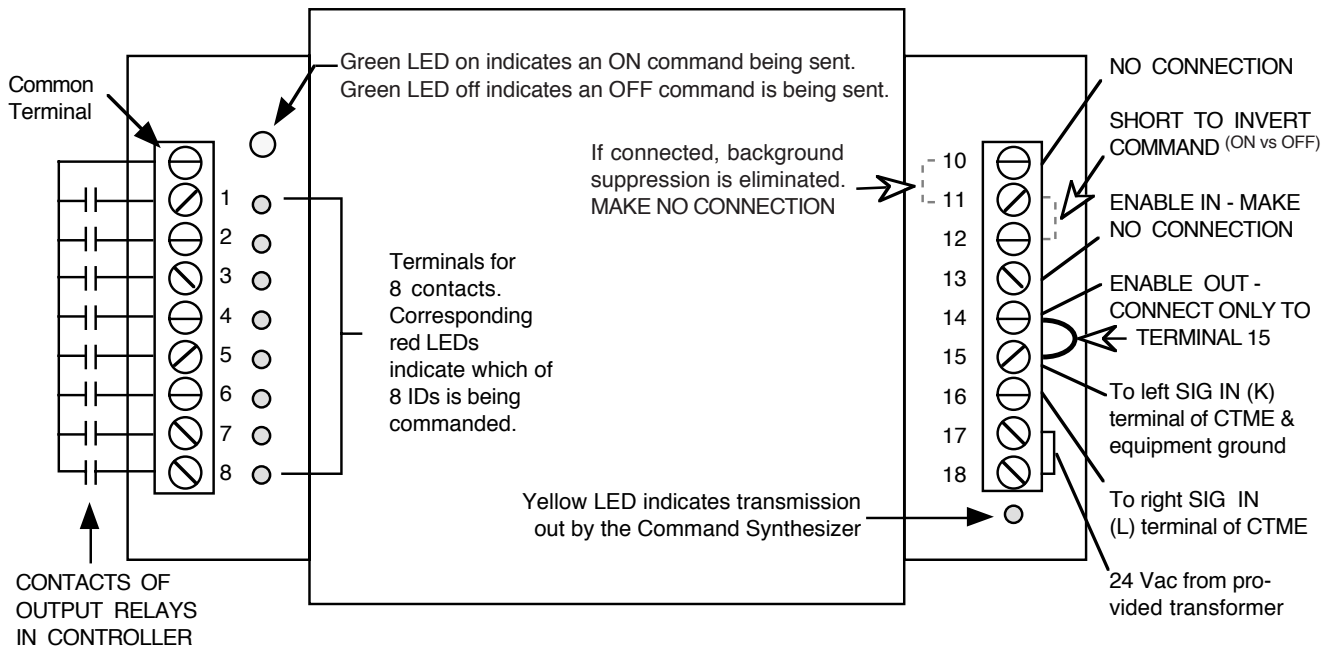 Common
Terminal
Green LED on indicates an ON command being sent.
Green LED off indicates an OFF command is being sent.
1
2
3
4
5
6
7
8
Terminals for
8 contacts.
Corresponding
red LEDs
indicate which of
8 IDs is being
commanded.
CONTACTS OF
OUTPUT RELAYS
IN CONTROLLER
If connected, background
suppression is eliminated.
MAKE NO CONNECTION
10
11
12
13
14
15
16
17
18
Yellow LED indicates transmission
out by the Command Synthesizer
NO CONNECTION
SHORT TO INVERT
COMMAND (ON vs OFF)
ENABLE IN - MAKE
NO CONNECTION
ENABLE OUT -
CONNECT ONLY TO
TERMINAL 15
To left SIG IN (K)
terminal of CTME &
equipment ground
To right SIG IN
(L) terminal of CTME
24 Vac from pro-
vided transformer